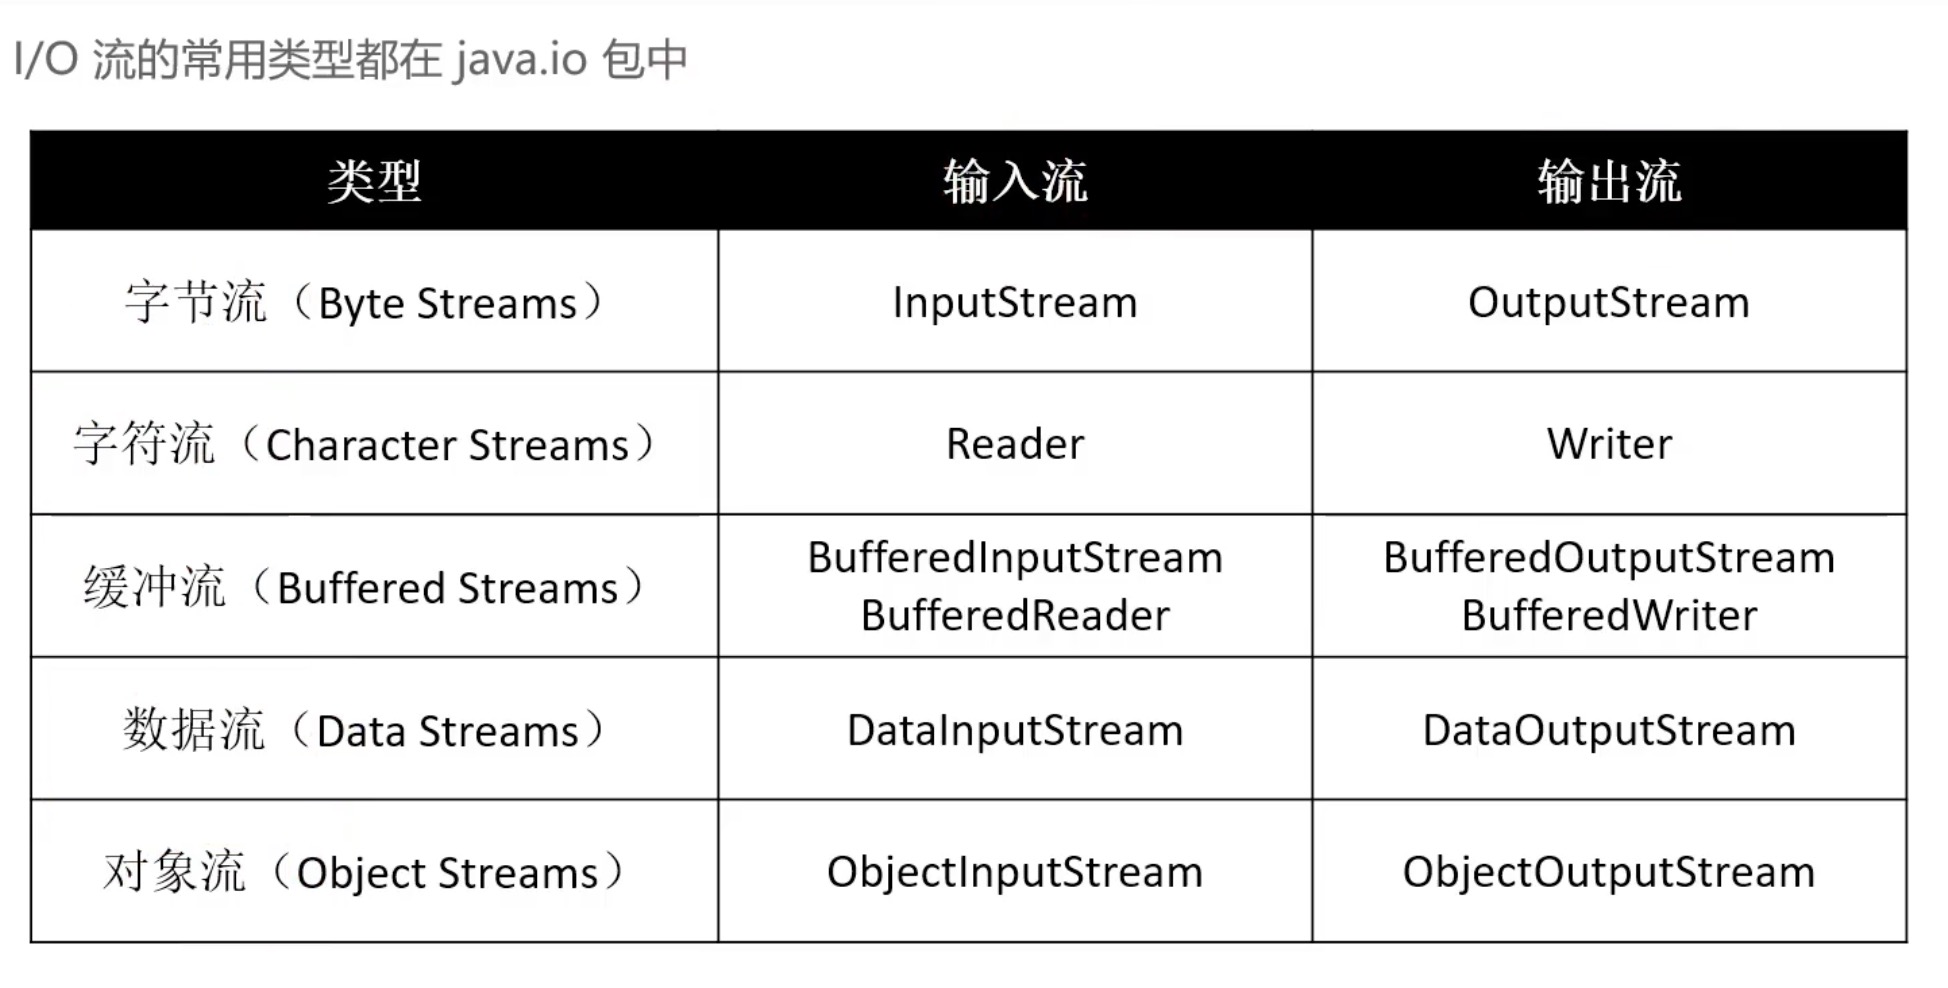 I/O 流的常用类型都在 java.io 包中
类型 输入流 输出流
字节流（Byte Streams） InputStream OutputStream
字符流（Character Streams） Reader Writer
缓冲流（Buffered Streams） BufferedInputStream BufferedReader BufferedOutputStream BufferedWriter
数据流（Data Streams） DataInputStream DataOutputStream
对象流（Object Streams） ObjectInputStream ObjectOutputStream